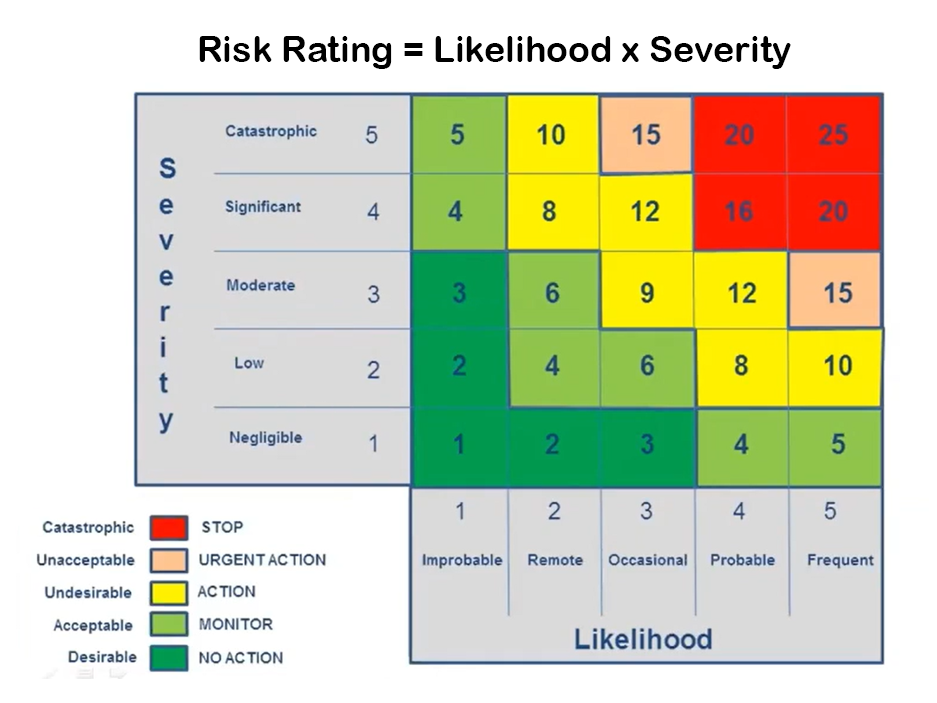 Risk Rating = Likelihood x Severity
Severity
Catastrophic 5 5 10 15 20 25
Significant 4 4 8 12 16 20
Moderate 3 3 6 9 12 15
Low 2 2 4 6 8 10
Negligible 1 1 2 3 4 5
1 2 3 4 5
Improbable Remote Occasional Probable Frequent
Likelihood
Catastrophic STOP
Unacceptable URGENT ACTION
Undesirable ACTION
Acceptable MONITOR
Desirable NO ACTION